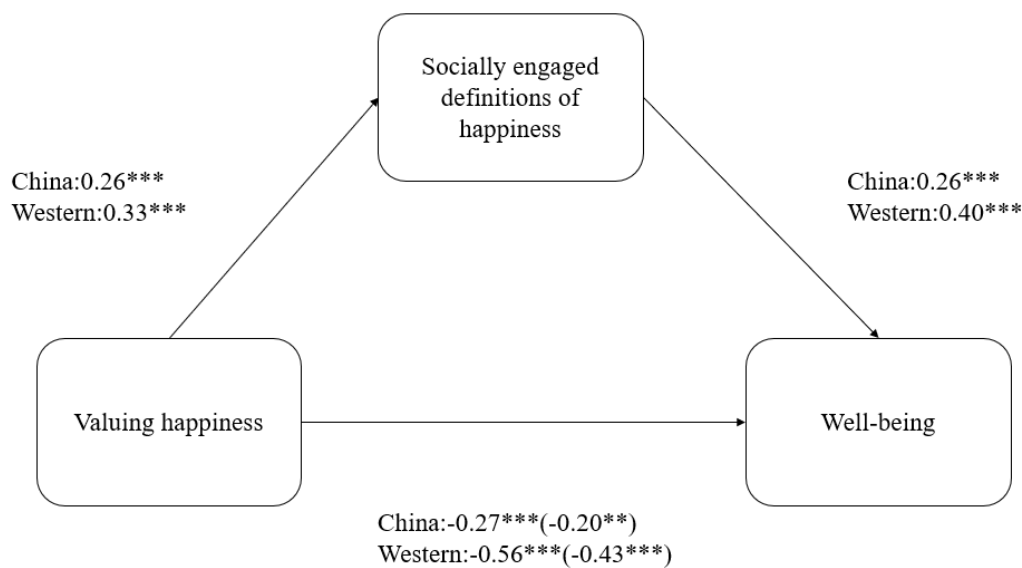 Socially engaged
definitions of
happiness
China:0.26***
Western:0.33***
China:0.26***
Western:0.40***
Valuing happiness
Well-being
China:-0.27***(-0.20**)
Western:-0.56***(-0.43***)